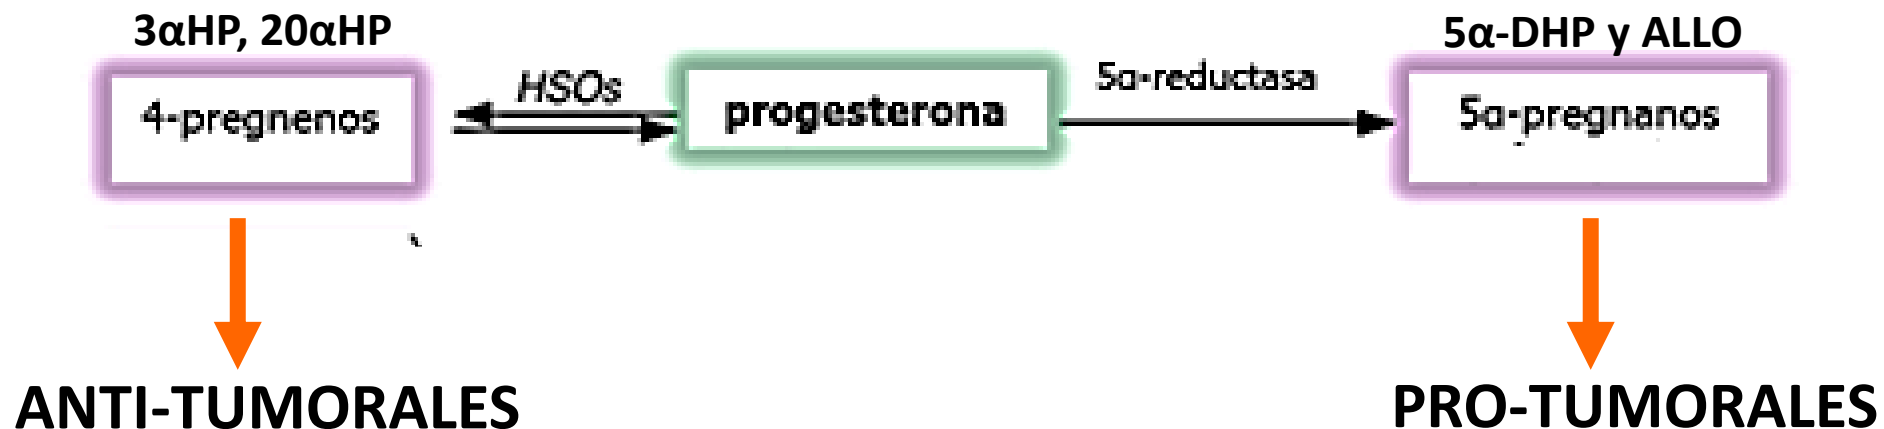 3αHP, 20αHP
5α-DHP y ALLO
4-pregnenos
HSOs
progesterona
5α-reductasa
5α-pregnanos
ANTI-TUMORALES
PRO-TUMORALES